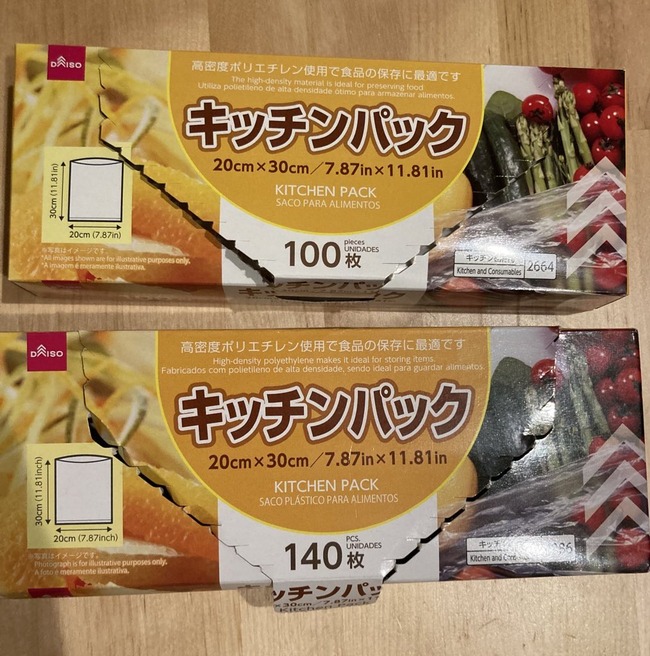 DAISO
高密度ポリエチレン使用で食品の保存に最適です
The high-density material is ideal for preserving food.
Utiliza polietileno de alta densidade ótimo para armazenar alimentos.
キッチンパック
20cm×30cm/7.87in×11.81in
KITCHEN PACK
SACO PARA ALIMENTOS
100 pieces UNIDADES 枚
30cm (11.81in)
20cm (7.87in)
※写真はイメージです。
*All images shown are for illustrative purposes only.
*A imagem é meramente ilustrativa.
Kitchen and Consumables 2664
DAISO
高密度ポリエチレン使用で食品の保存に最適です
High-density polyethylene makes it ideal for storing items.
Fabricados com polietileno de alta densidade, sendo ideal para guardar alimentos.
キッチンパック
20cm×30cm/7.87in×11.81in
KITCHEN PACK
SACO PLÁSTICO PARA ALIMENTOS
140 PCS. UNIDADES 枚
30cm (11.81inch)
20cm (7.87inch)
※写真はイメージです。
*Photograph is for illustrative purposes only.
*A foto é ilustrativa.
Kitchen and